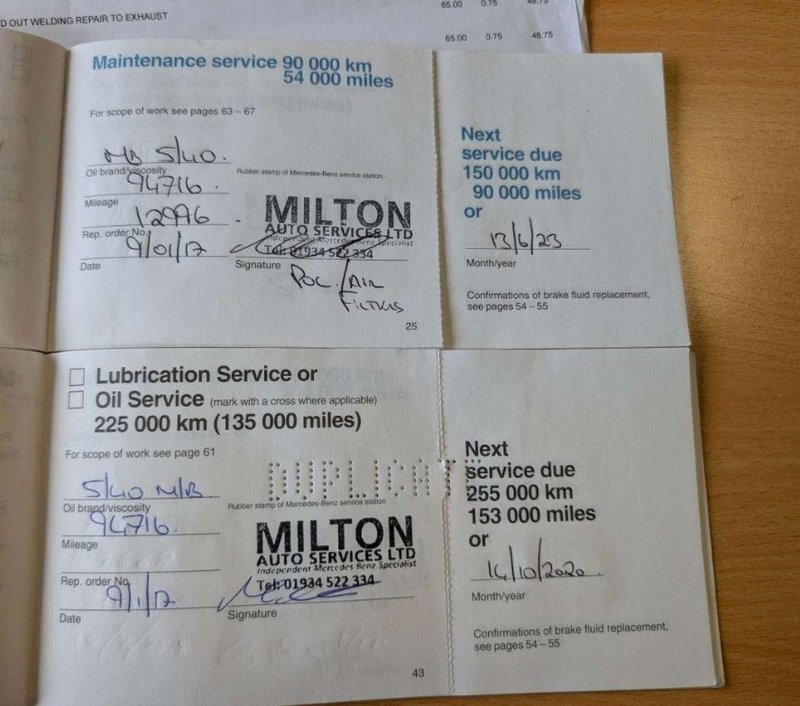 D OUT WELDING REPAIR TO EXHAUST
65.00 0.75 48.75
65.00 0.75 48.75
Maintenance service 90 000 km
54 000 miles
For scope of work see pages 63 – 67
MB 5/40.
Oil brand/viscosity
Rubber stamp of Mercedes-Benz service station
94716.
Mileage
12996.
Rep. order No.
9/01/17
Date
MILTON
AUTO SERVICES LTD
Independent Mercedes Benz Specialist
Tel: 01934 522 334
Signature
POL/AIR
FILTERS
25
Next
service due
150 000 km
90 000 miles
or
13/6/23
Month/year
Confirmations of brake fluid replacement,
see pages 54 – 55
Lubrication Service or
Oil Service (mark with a cross where applicable)
225 000 km (135 000 miles)
For scope of work see page 61
DUPLICATE
5/40 M/B
Oil brand/viscosity
Rubber stamp of Mercedes-Benz service station
94716.
Mileage
Rep. order No.
9/1/17
Date
MILTON
AUTO SERVICES LTD
Independent Mercedes Benz Specialist
Tel: 01934 522 334
Signature
43
Next
service due
255 000 km
153 000 miles
or
14/10/2020
Month/year
Confirmations of brake fluid replacement,
see pages 54 – 55